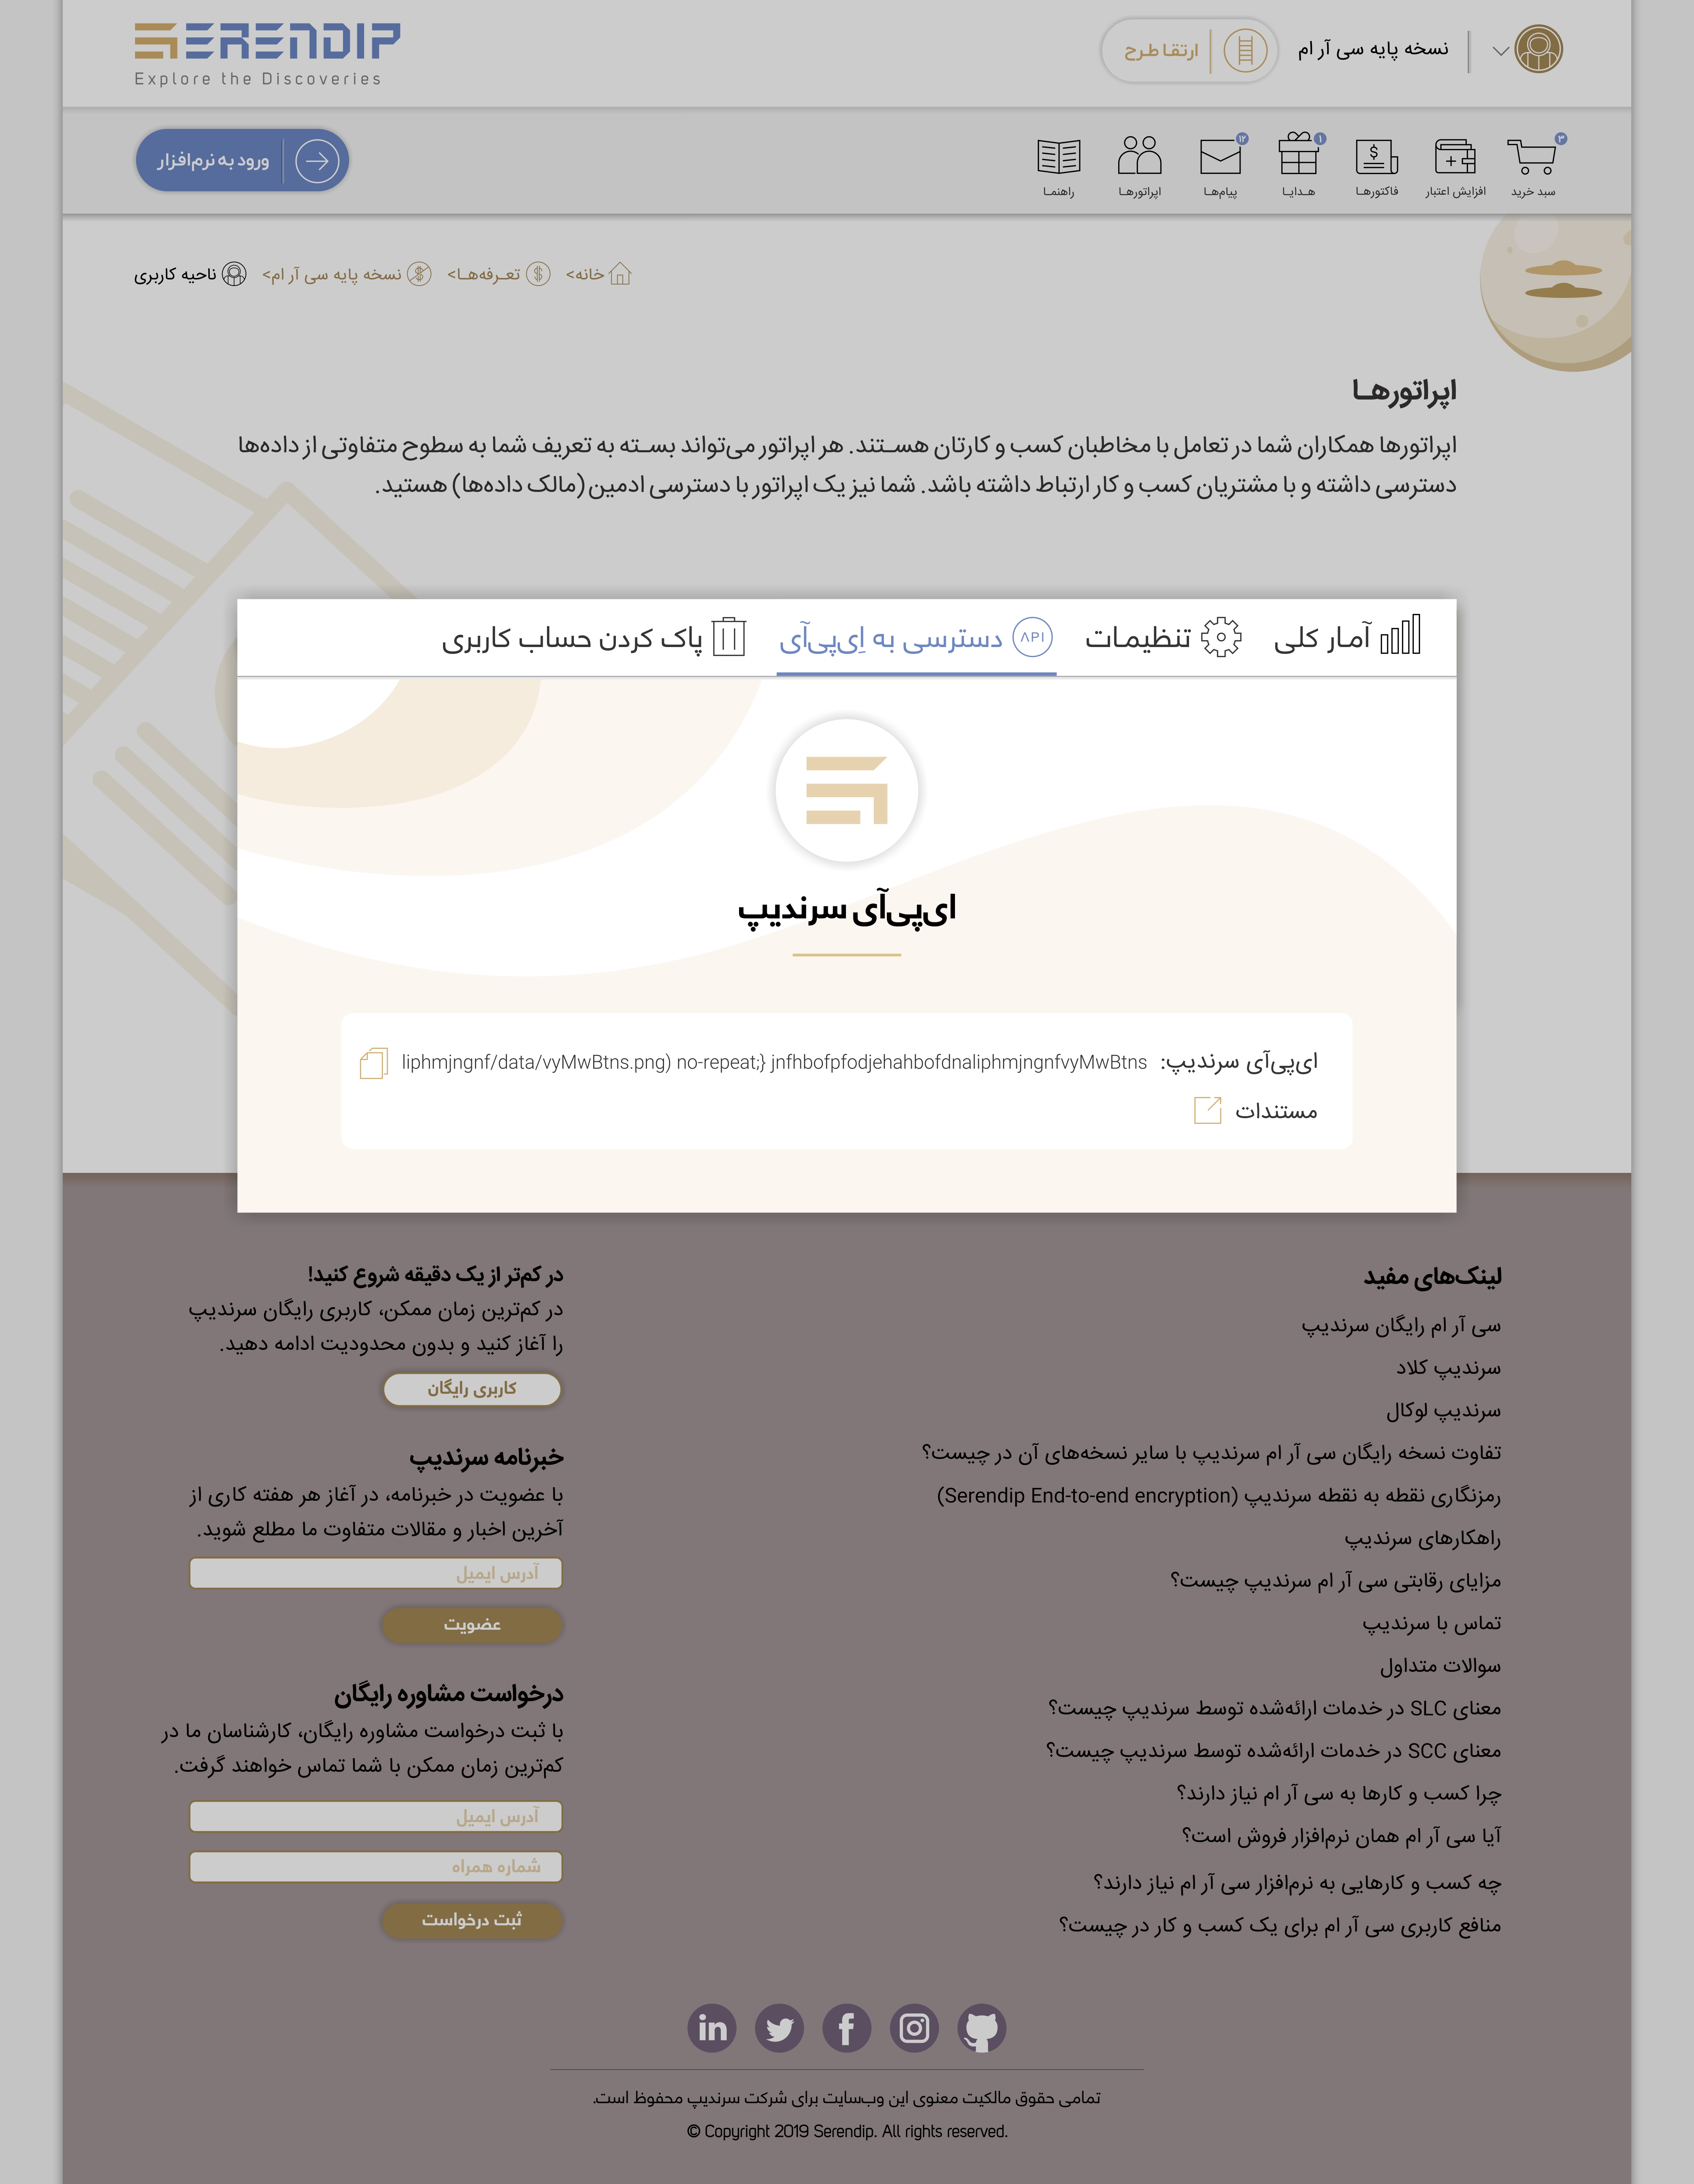 SERENDIP
Explore the Discoveries
نسخه پایه سی آر ام
ارتقا طرح
۳
سبد خرید
افزایش اعتبار
$
فاکتورهـا
۱
هـدایـا
۱۲
پیام‌هـا
اپراتورهـا
راهنمـا
ورود به نرم‌افزار
خانه>
تعـرفه‌هـا>
نسخه پایه سی آر ام>
ناحیه کاربری
اپراتورهـا
اپراتورها همکاران شما در تعامل با مخاطبان کسب و کارتان هسـتند. هر اپراتور می‌تواند بسـته به تعریف شما به سطوح متفاوتی از داده‌ها
دسترسی داشته و با مشتریان کسب و کار ارتباط داشته باشد. شما نیز یک اپراتور با دسترسی ادمین (مالک داده‌ها) هستید.
آمـار کلی
تنظیمـات
API
دسترسی به اِی‌پی‌آی
پاک کردن حساب کاربری
ای‌پی‌آی سرندیپ
ای‌پی‌آی سرندیپ:
liphmjngnf/data/vyMwBtns.png) no-repeat;} jnfhbofpfodjehahbofdnaliphmjngnfvyMwBtns
مستندات
لینک‌های مفید
سی آر ام رایگان سرندیپ
سرندیپ کلاد
سرندیپ لوکال
تفاوت نسخه رایگان سی آر ام سرندیپ با سایر نسخه‌های آن در چیست؟
رمزنگاری نقطه به نقطه سرندیپ (Serendip End-to-end encryption)
راهکارهای سرندیپ
مزایای رقابتی سی آر ام سرندیپ چیست؟
تماس با سرندیپ
سوالات متداول
معنای SLC در خدمات ارائه‌شده توسط سرندیپ چیست؟
معنای SCC در خدمات ارائه‌شده توسط سرندیپ چیست؟
چرا کسب و کارها به سی آر ام نیاز دارند؟
آیا سی آر ام همان نرم‌افزار فروش است؟
چه کسب و کارهایی به نرم‌افزار سی آر ام نیاز دارند؟
منافع کاربری سی آر ام برای یک کسب و کار در چیست؟
در کم‌تر از یک دقیقه شروع کنید!
در کم‌ترین زمان ممکن، کاربری رایگان سرندیپ
را آغاز کنید و بدون محدودیت ادامه دهید.
کاربری رایگان
خبرنامه سرندیپ
با عضویت در خبرنامه، در آغاز هر هفته کاری از
آخرین اخبار و مقالات متفاوت ما مطلع شوید.
آدرس ایمیل
عضویت
درخواست مشاوره رایگان
با ثبت درخواست مشاوره رایگان، کارشناسان ما در
کم‌ترین زمان ممکن با شما تماس خواهند گرفت.
آدرس ایمیل
شماره همراه
ثبت درخواست
تمامی حقوق مالکیت معنوی این وب‌سایت برای شرکت سرندیپ محفوظ است.
© Copyright 2019 Serendip. All rights reserved.